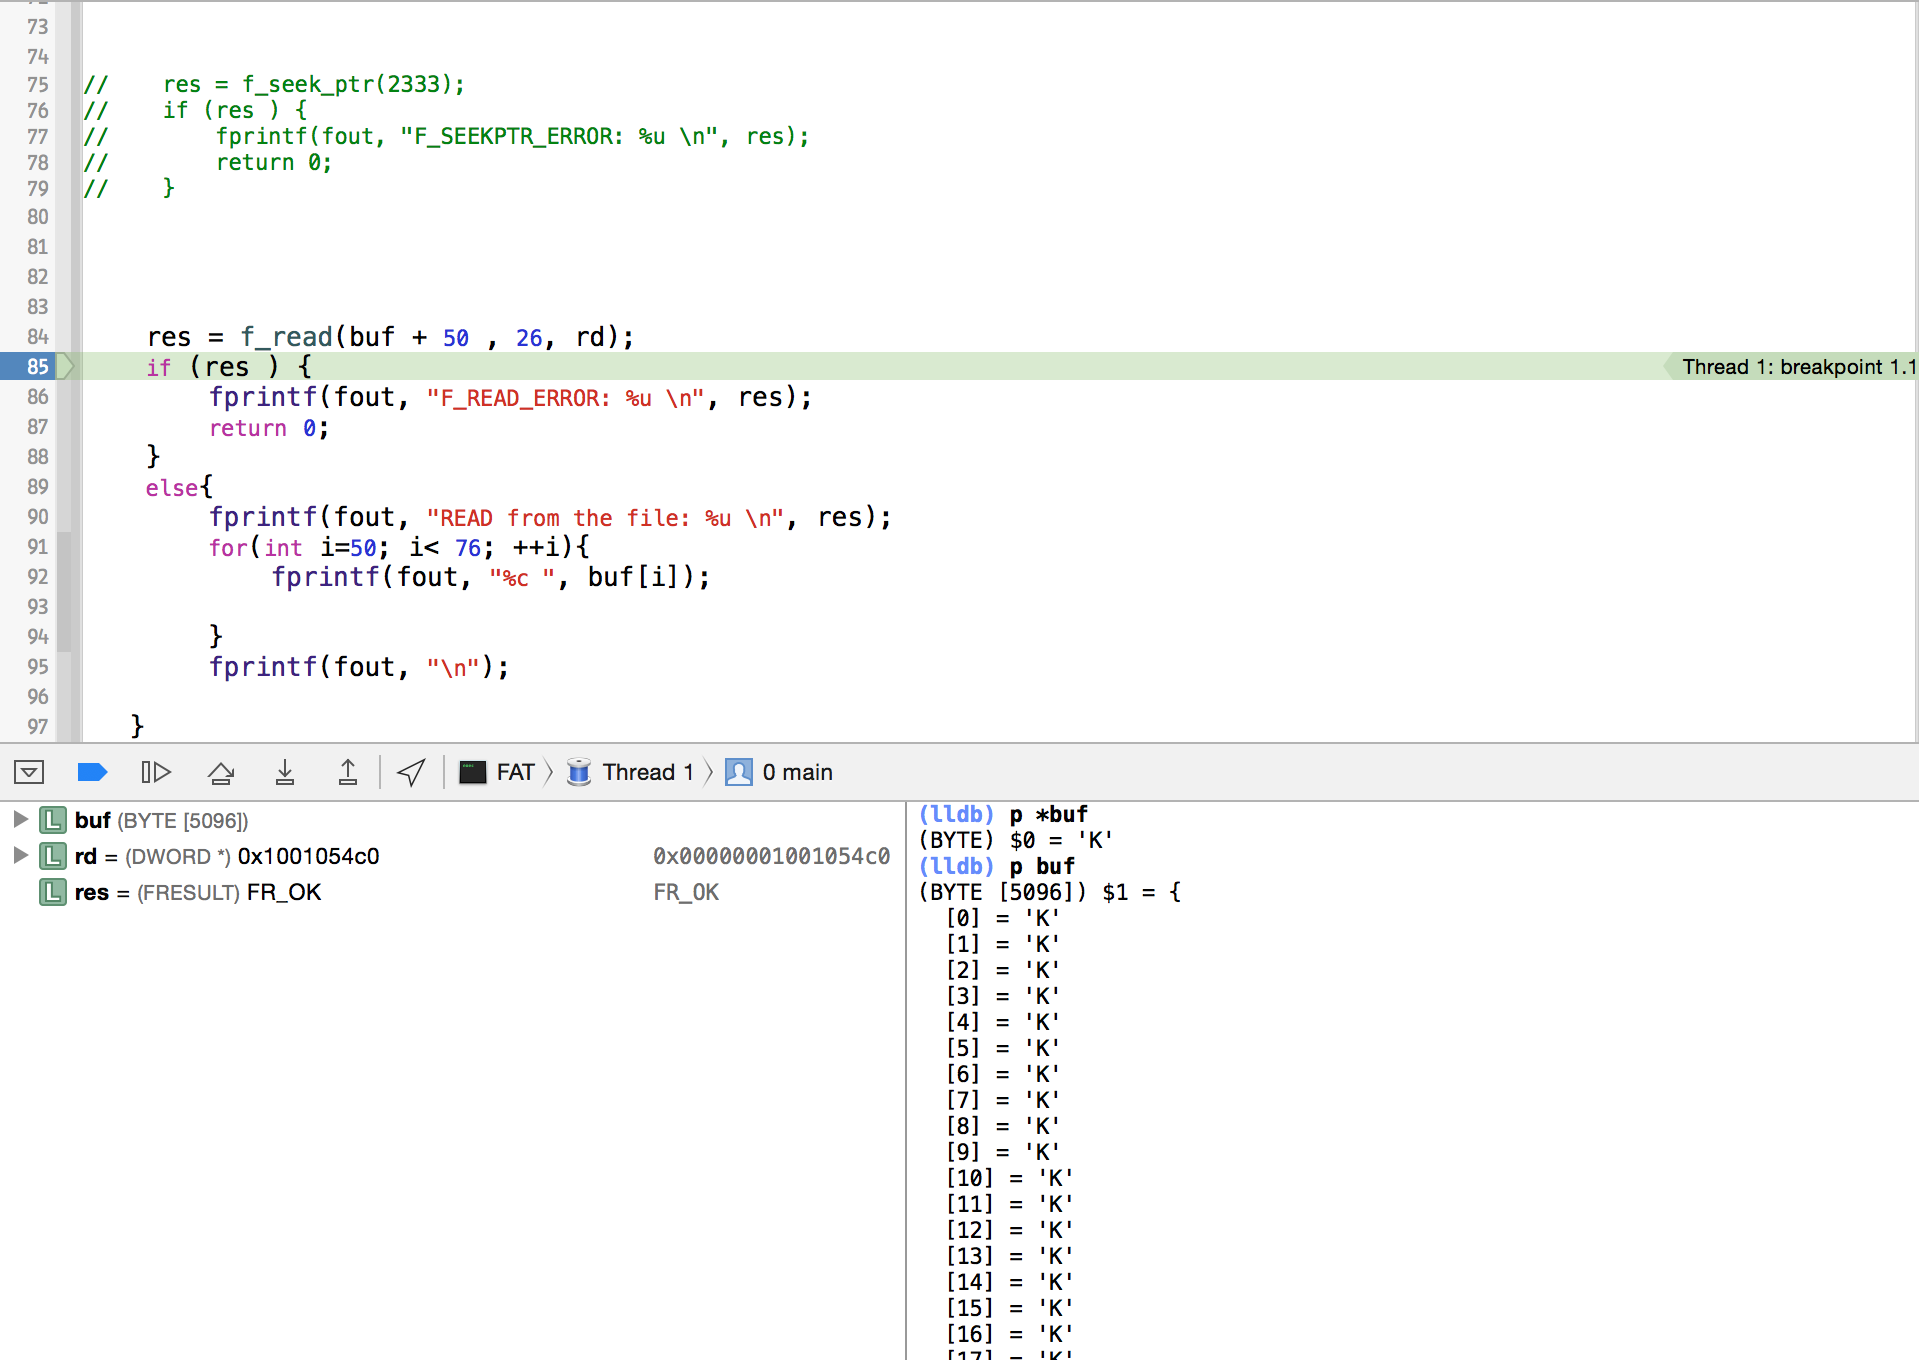 73
74
75 //    res = f_seek_ptr(2333);
76 //    if (res ) {
77 //        fprintf(fout, "F_SEEKPTR_ERROR: %u \n", res);
78 //        return 0;
79 //    }
80
81
82
83
84     res = f_read(buf + 50 , 26, rd);
85     if (res ) { Thread 1: breakpoint 1.1
86         fprintf(fout, "F_READ_ERROR: %u \n", res);
87         return 0;
88     }
89     else{
90         fprintf(fout, "READ from the file: %u \n", res);
91         for(int i=50; i< 76; ++i){
92             fprintf(fout, "%c ", buf[i]);
93
94         }
95         fprintf(fout, "\n");
96
97    }
FAT Thread 1 0 main
L buf (BYTE [5096])
L rd = (DWORD *) 0x1001054c0 0x00000001001054c0
L res = (FRESULT) FR_OK FR_OK
(lldb) p *buf
(BYTE) $0 = 'K'
(lldb) p buf
(BYTE [5096]) $1 = {
  [0] = 'K'
  [1] = 'K'
  [2] = 'K'
  [3] = 'K'
  [4] = 'K'
  [5] = 'K'
  [6] = 'K'
  [7] = 'K'
  [8] = 'K'
  [9] = 'K'
  [10] = 'K'
  [11] = 'K'
  [12] = 'K'
  [13] = 'K'
  [14] = 'K'
  [15] = 'K'
  [16] = 'K'
  [17] = 'K'